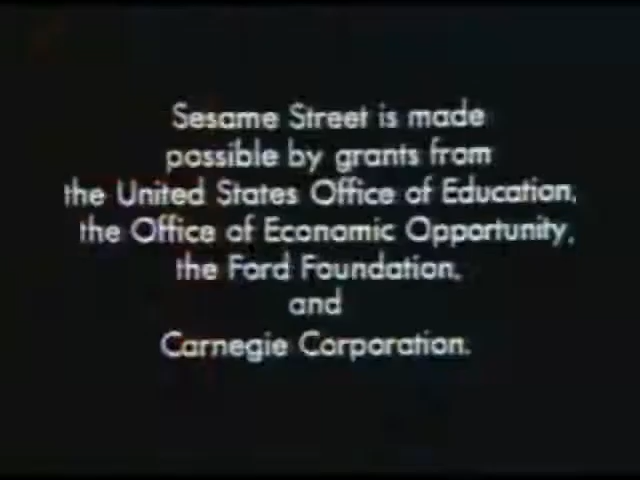 Sesame Street is made
possible by grants from
the United States Office of Education,
the Office of Economic Opportunity,
the Ford Foundation,
and
Carnegie Corporation.